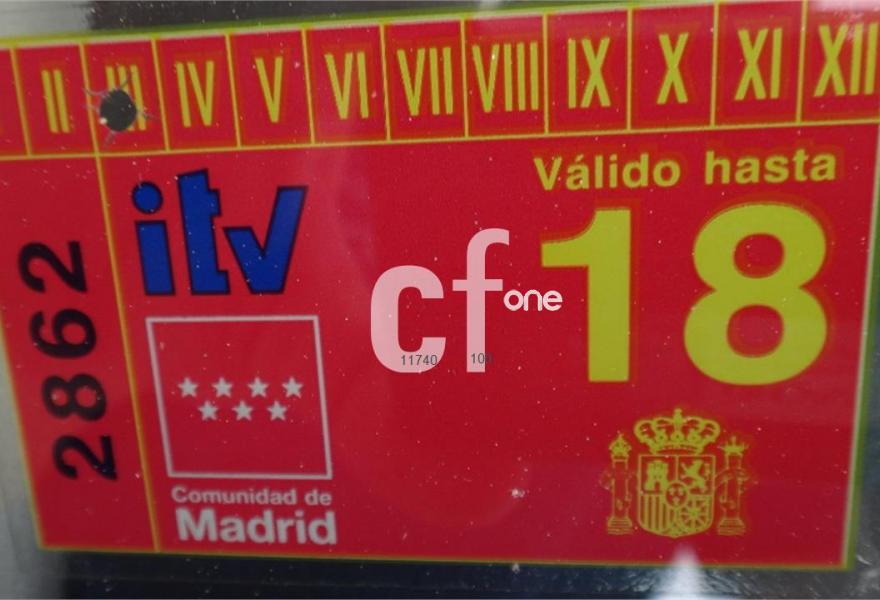 II III IV V VI VII VIII IX X XI XII
Válido hasta
itv
18
2862
cf one
11740 100
Comunidad de
Madrid